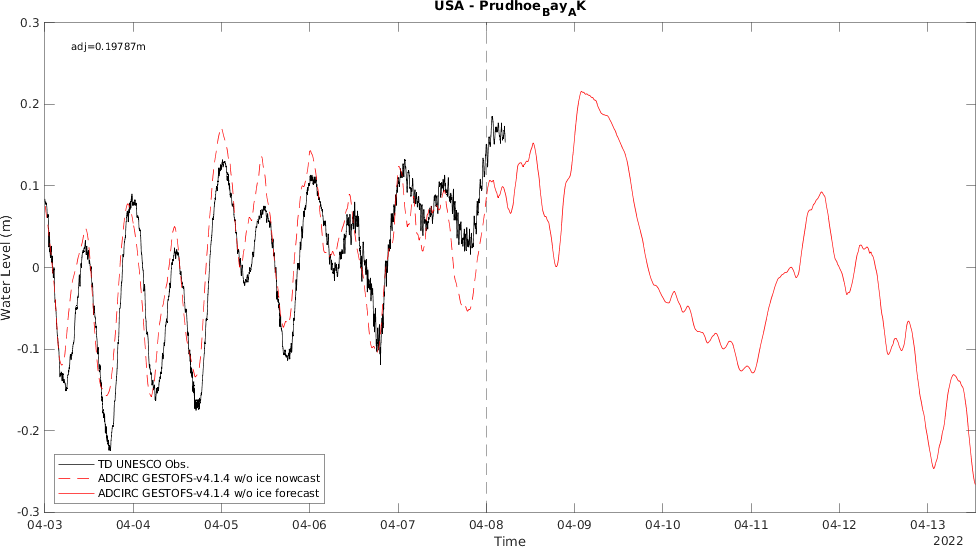 USA - PrudhoeBayAK
0.3
adj=0.19787m
0.2
0.1
0
-0.1
-0.2
-0.3
Water Level (m)
TD UNESCO Obs.
ADCIRC GESTOFS-v4.1.4 w/o ice nowcast
ADCIRC GESTOFS-v4.1.4 w/o ice forecast
04-03 04-04 04-05 04-06 04-07 04-08 04-09 04-10 04-11 04-12 04-13
Time
2022